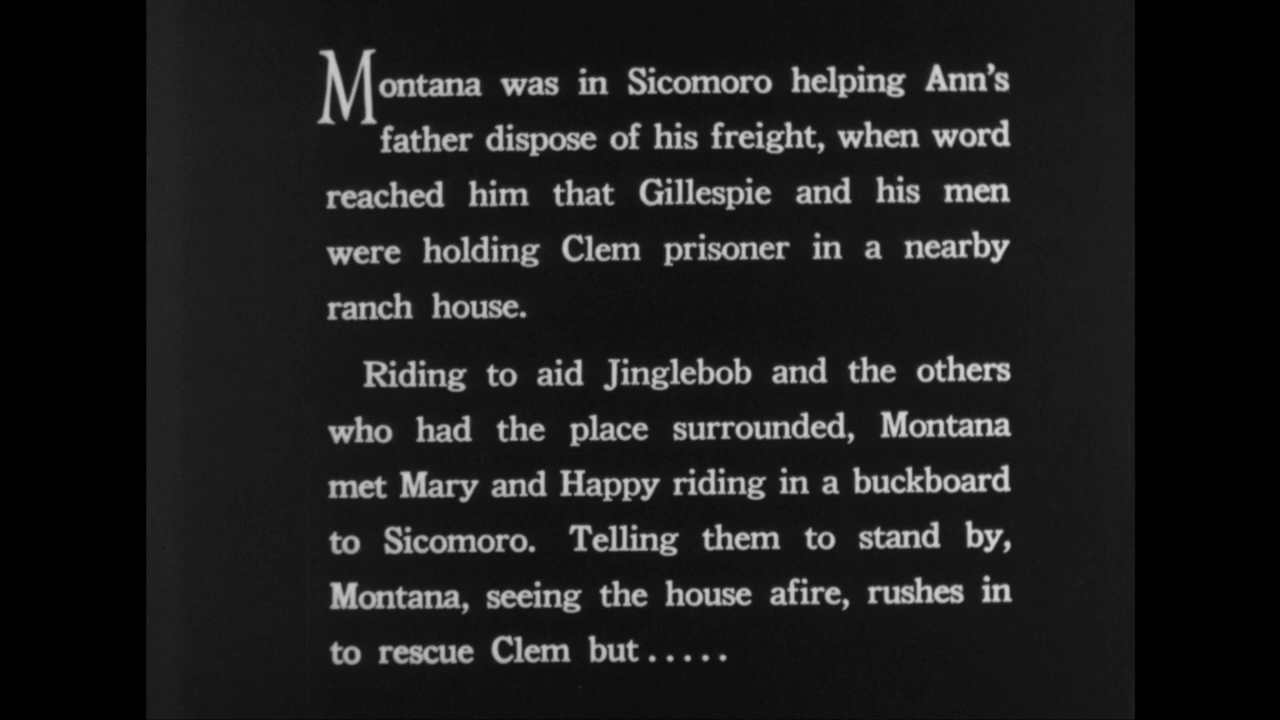 Montana was in Sicomoro helping Ann's
father dispose of his freight, when word
reached him that Gillespie and his men
were holding Clem prisoner in a nearby
ranch house.
Riding to aid Jinglebob and the others
who had the place surrounded, Montana
met Mary and Happy riding in a buckboard
to Sicomoro. Telling them to stand by,
Montana, seeing the house afire, rushes in
to rescue Clem but.....